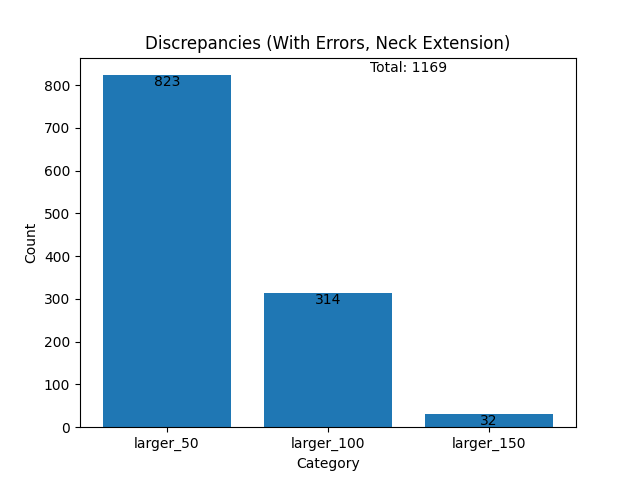 Discrepancies (With Errors, Neck Extension)
Total: 1169
800
700
600
500
400
300
200
100
0
Count
823
314
32
larger_50
larger_100
larger_150
Category